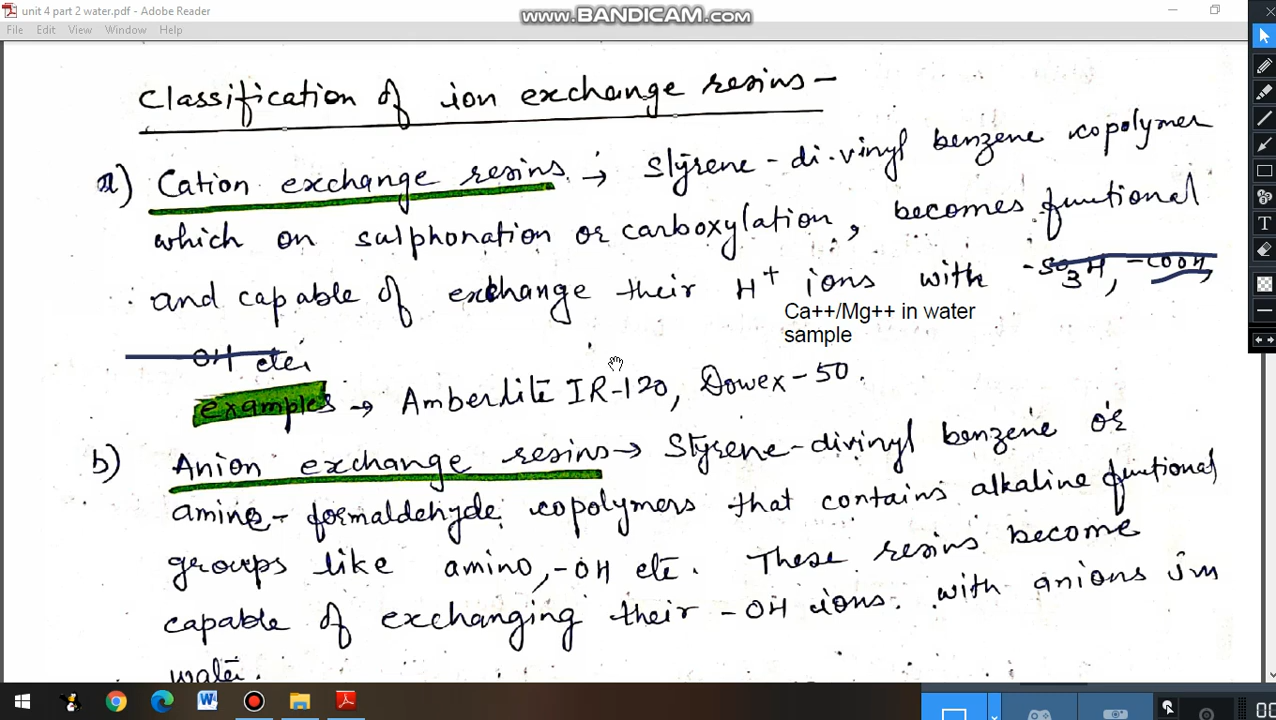 unit 4 part 2 water.pdf - Adobe Reader
www.BANDICAM.com
File Edit View Window Help
Classification of ion exchange resins-
a) Cation exchange resins. → Styrene-di-vinyl benzene copolymer
which on sulphonation or carboxylation, becomes functional
and capable of exchange their H+ ions with -SO3H, -COOH,
Ca++/Mg++ in water
sample
OH etc.
examples → Amberlite IR-120, Dowex-50.
b) Anion exchange resins → Styrene-divinyl benzene or
amine-formaldehyde copolymers that contains alkaline functional
groups like amino, -OH etc. These resins become
capable of exchanging their -OH ions. with anions in
water.